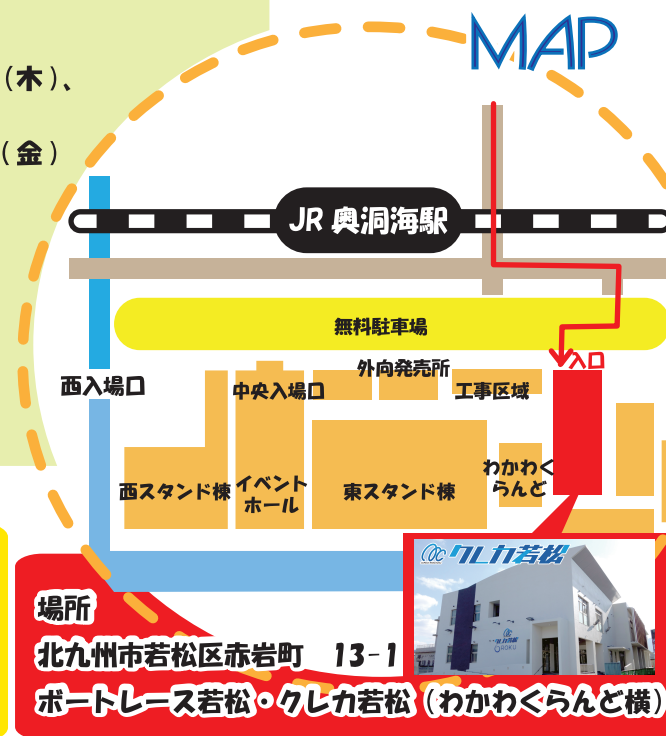 MAP
(木)、
(金)
JR 奥洞海駅
無料駐車場
外向発売所
入口
西入場口
中央入場口
工事区域
わかわく
らんど
西スタンド棟
イベント
ホール
東スタンド棟
クレカ若松
クレカ若松
場所
北九州市若松区赤岩町 13-1
ボートレース若松・クレカ若松（わかわくらんど横）